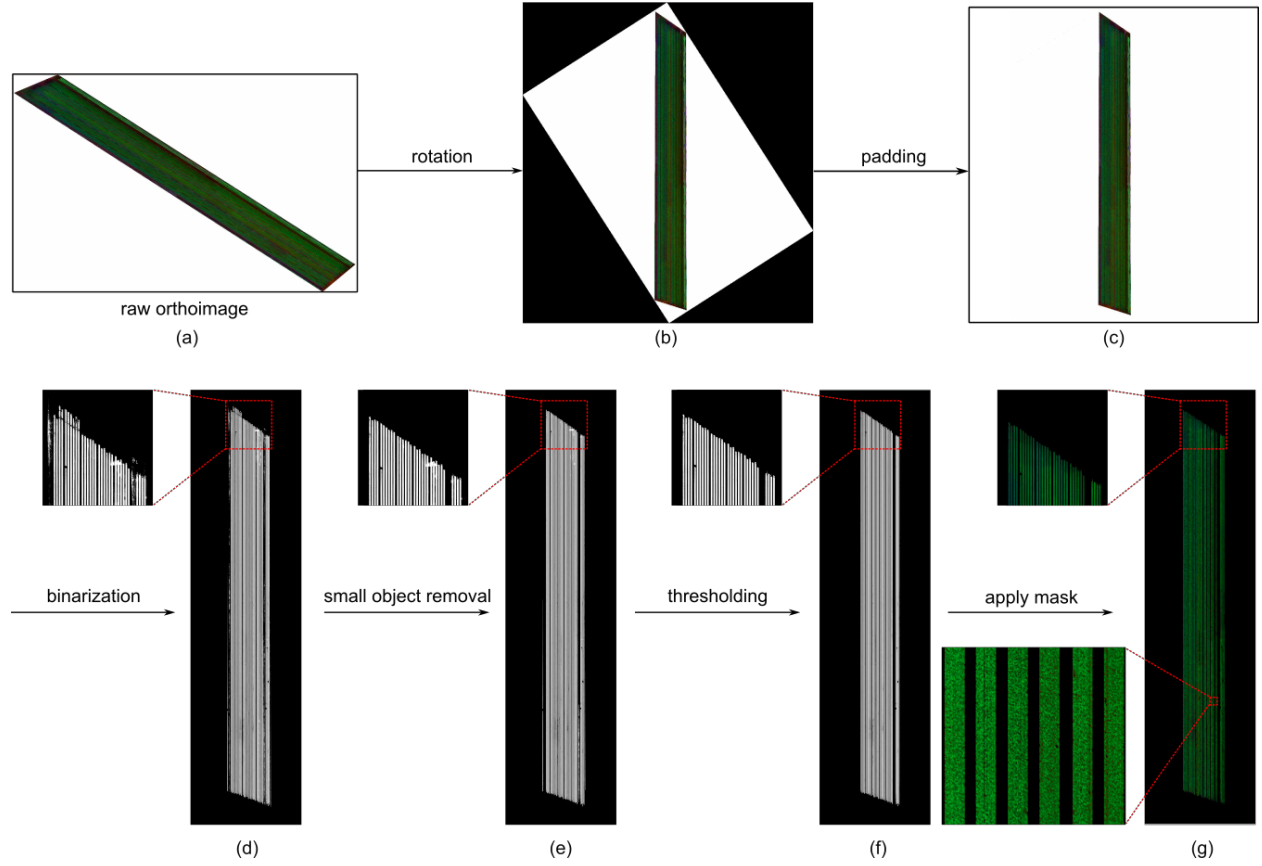 rotation
padding
raw orthoimage
(a)
(b)
(c)
binarization
small object removal
thresholding
apply mask
(d)
(e)
(f)
(g)